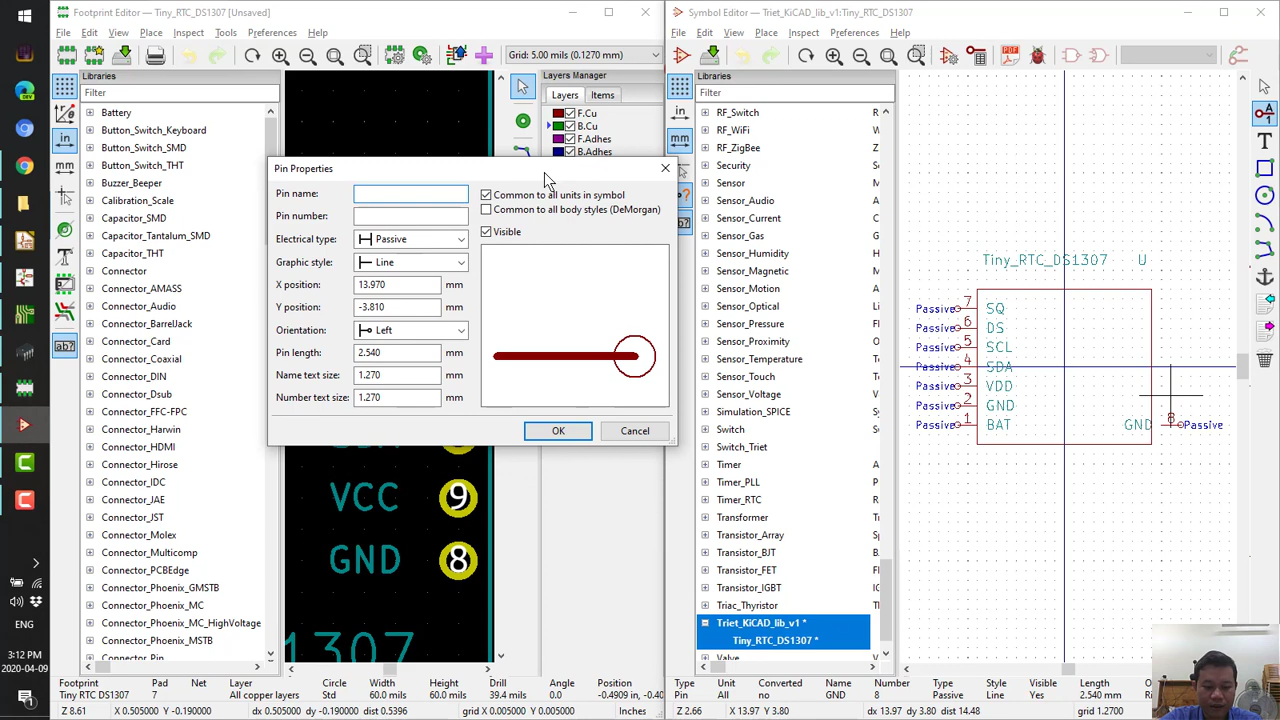 Footprint Editor - Tiny_RTC_DS1307 [Unsaved]
File Edit View Place Inspect Tools Preferences Help
Grid: 5.00 mils (0.1270 mm)
Libraries
Filter
Battery
Button_Switch_Keyboard
Button_Switch_SMD
Button_Switch_THT
Buzzer_Beeper
Calibration_Scale
Capacitor_SMD
Capacitor_Tantalum_SMD
Capacitor_THT
Connector
Connector_AMASS
Connector_Audio
Connector_BarrelJack
Connector_Card
Connector_Coaxial
Connector_DIN
Connector_Dsub
Connector_FFC-FPC
Connector_Harwin
Connector_HDMI
Connector_Hirose
Connector_IDC
Connector_JAE
Connector_JST
Connector_Molex
Connector_Multicomp
Connector_PCBEdge
Connector_Phoenix_GMSTB
Connector_Phoenix_MC
Connector_Phoenix_MC_HighVoltage
Connector_Phoenix_MSTB
Connector_Pin
Layers Manager
Layers Items
F.Cu
B.Cu
F.Adhes
B.Adhes
Pin Properties
Pin name:
Pin number:
Electrical type: Passive
Graphic style: Line
X position: 13.970 mm
Y position: -3.810 mm
Orientation: Left
Pin length: 2.540 mm
Name text size: 1.270 mm
Number text size: 1.270 mm
Common to all units in symbol
Common to all body styles (DeMorgan)
Visible
OK Cancel
VCC 9
GND 8
1307
Footprint Pad Net Layer Circle Width Height Drill Angle Position
Tiny RTC DS1307 7 All copper layers Std 60.0 mils 60.0 mils 39.4 mils 0.0 -0.4909 in, -0.40
Z 8.61 X 0.505000 Y -0.190000 dx 0.505000 dy -0.190000 dist 0.5396 grid X 0.005000 Y 0.005000 Inches
Symbol Editor - Triet_KiCAD_lib_v1:Tiny_RTC_DS1307
File Edit View Place Inspect Preferences Help
Libraries
Filter
RF_Switch
RF_WiFi
RF_ZigBee
Security
Sensor
Sensor_Audio
Sensor_Current
Sensor_Gas
Sensor_Humidity
Sensor_Magnetic
Sensor_Motion
Sensor_Optical
Sensor_Pressure
Sensor_Proximity
Sensor_Temperature
Sensor_Touch
Sensor_Voltage
Simulation_SPICE
Switch
Switch_Triet
Timer
Timer_PLL
Timer_RTC
Transformer
Transistor_Array
Transistor_BJT
Transistor_FET
Transistor_IGBT
Triac_Thyristor
Triet_KiCAD_lib_v1 *
Tiny_RTC_DS1307 *
Valve
Tiny_RTC_DS1307 U
Passive 7 SQ
Passive 6 DS
Passive 5 SCL
Passive 4 SDA
Passive 3 VDD
Passive 2 GND
Passive 1 BAT
GND 8 Passive
Type Unit Body Name Number Type Style Visible Length
Pin All no GND 8 Passive Line Yes 2.540 mm
Z 2.66 X 13.97 Y 3.80 dx 13.97 dy 3.80 dist 14.48 grid 1.2700
ENG
3:12 PM
2020-04-09